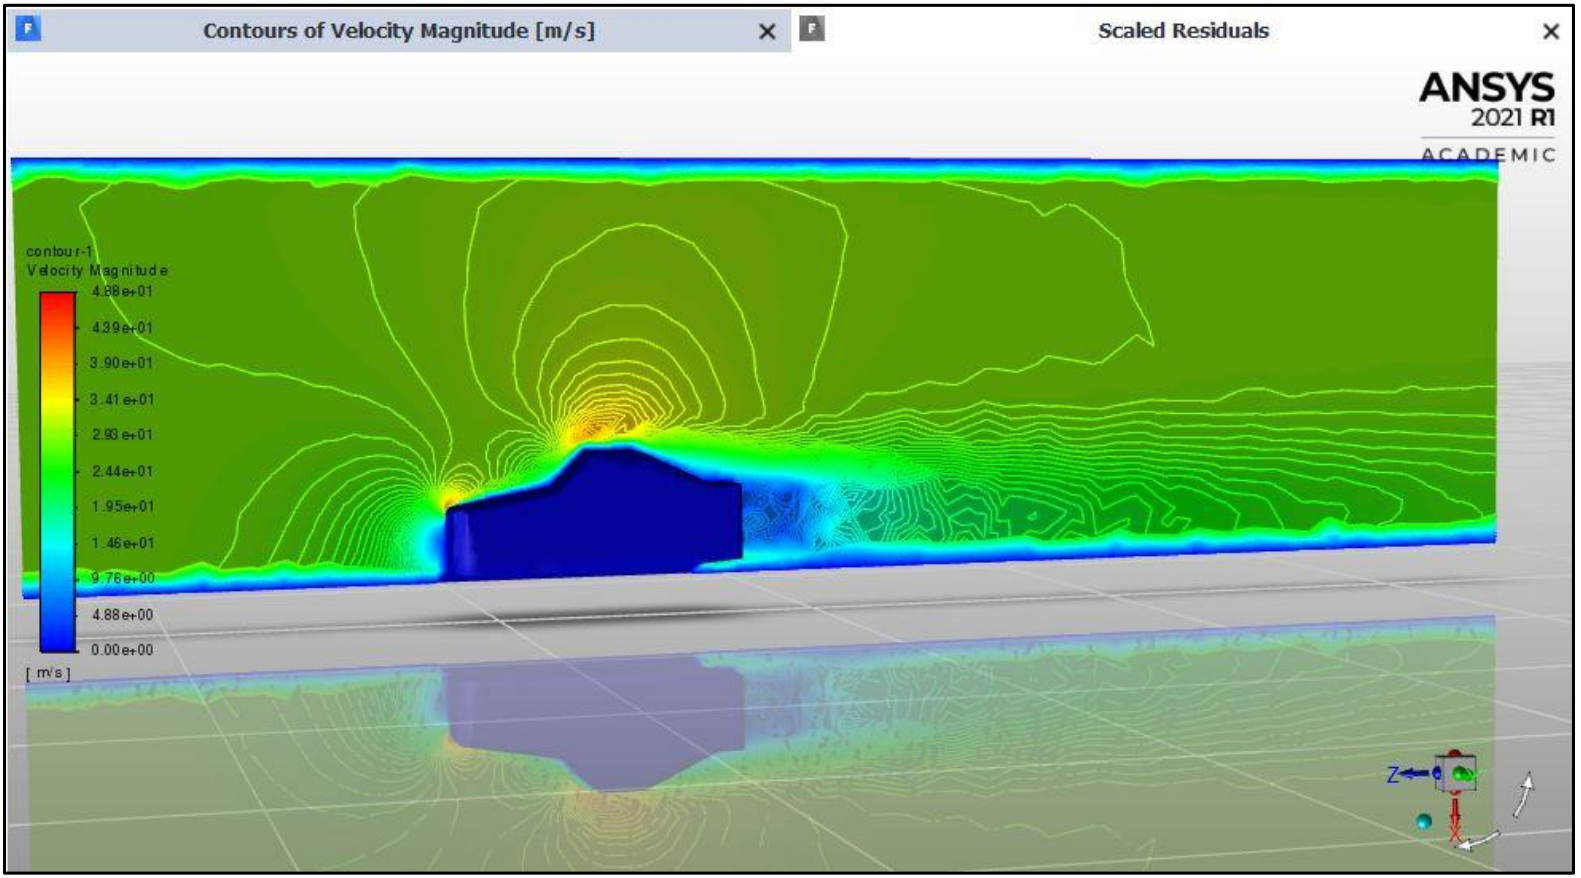 F
Contours of Velocity Magnitude [m/s]
×
F
Scaled Residuals
×
ANSYS
2021 R1
ACADEMIC
contour-1
Velocity Magnitude
4.88e+01
4.39e+01
3.90e+01
3.41e+01
2.93e+01
2.44e+01
1.95e+01
1.46e+01
9.76e+00
4.88e+00
0.00e+00
[ m/s ]
Z
X